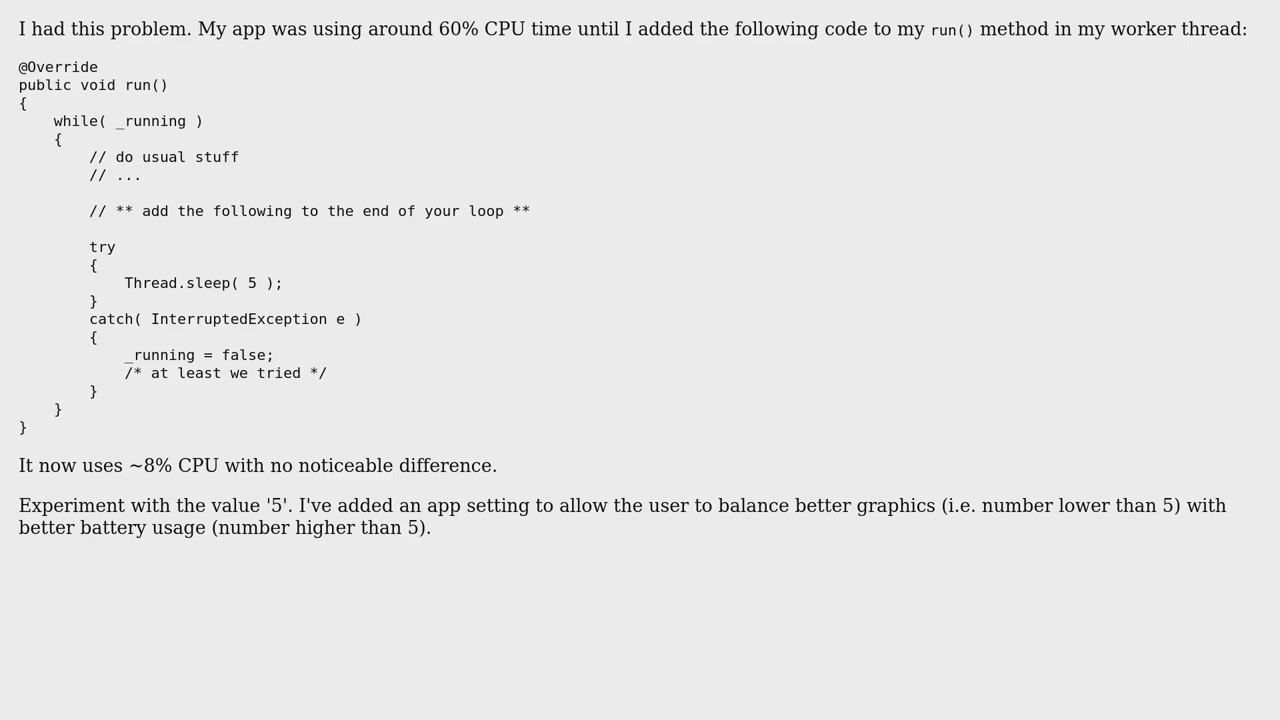 I had this problem. My app was using around 60% CPU time until I added the following code to my run() method in my worker thread:
@Override
public void run()
{
    while( _running )
    {
        // do usual stuff
        // ...
        // ** add the following to the end of your loop **
        try
        {
            Thread.sleep( 5 );
        }
        catch( InterruptedException e )
        {
            _running = false;
            /* at least we tried */
        }
    }
}
It now uses ~8% CPU with no noticeable difference.
Experiment with the value '5'. I've added an app setting to allow the user to balance better graphics (i.e. number lower than 5) with
better battery usage (number higher than 5).